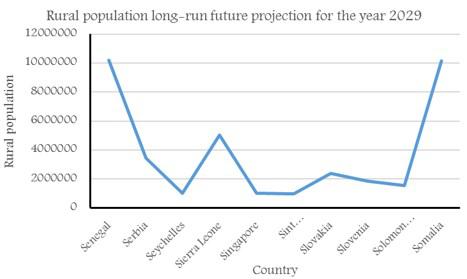 Rural population long-run future projection for the year 2029
12000000
10000000
8000000
6000000
4000000
2000000
0
Rural population
Senegal
Serbia
Seychelles
Sierra Leone
Singapore
Sint...
Slovakia
Slovenia
Solomon...
Somalia
Country